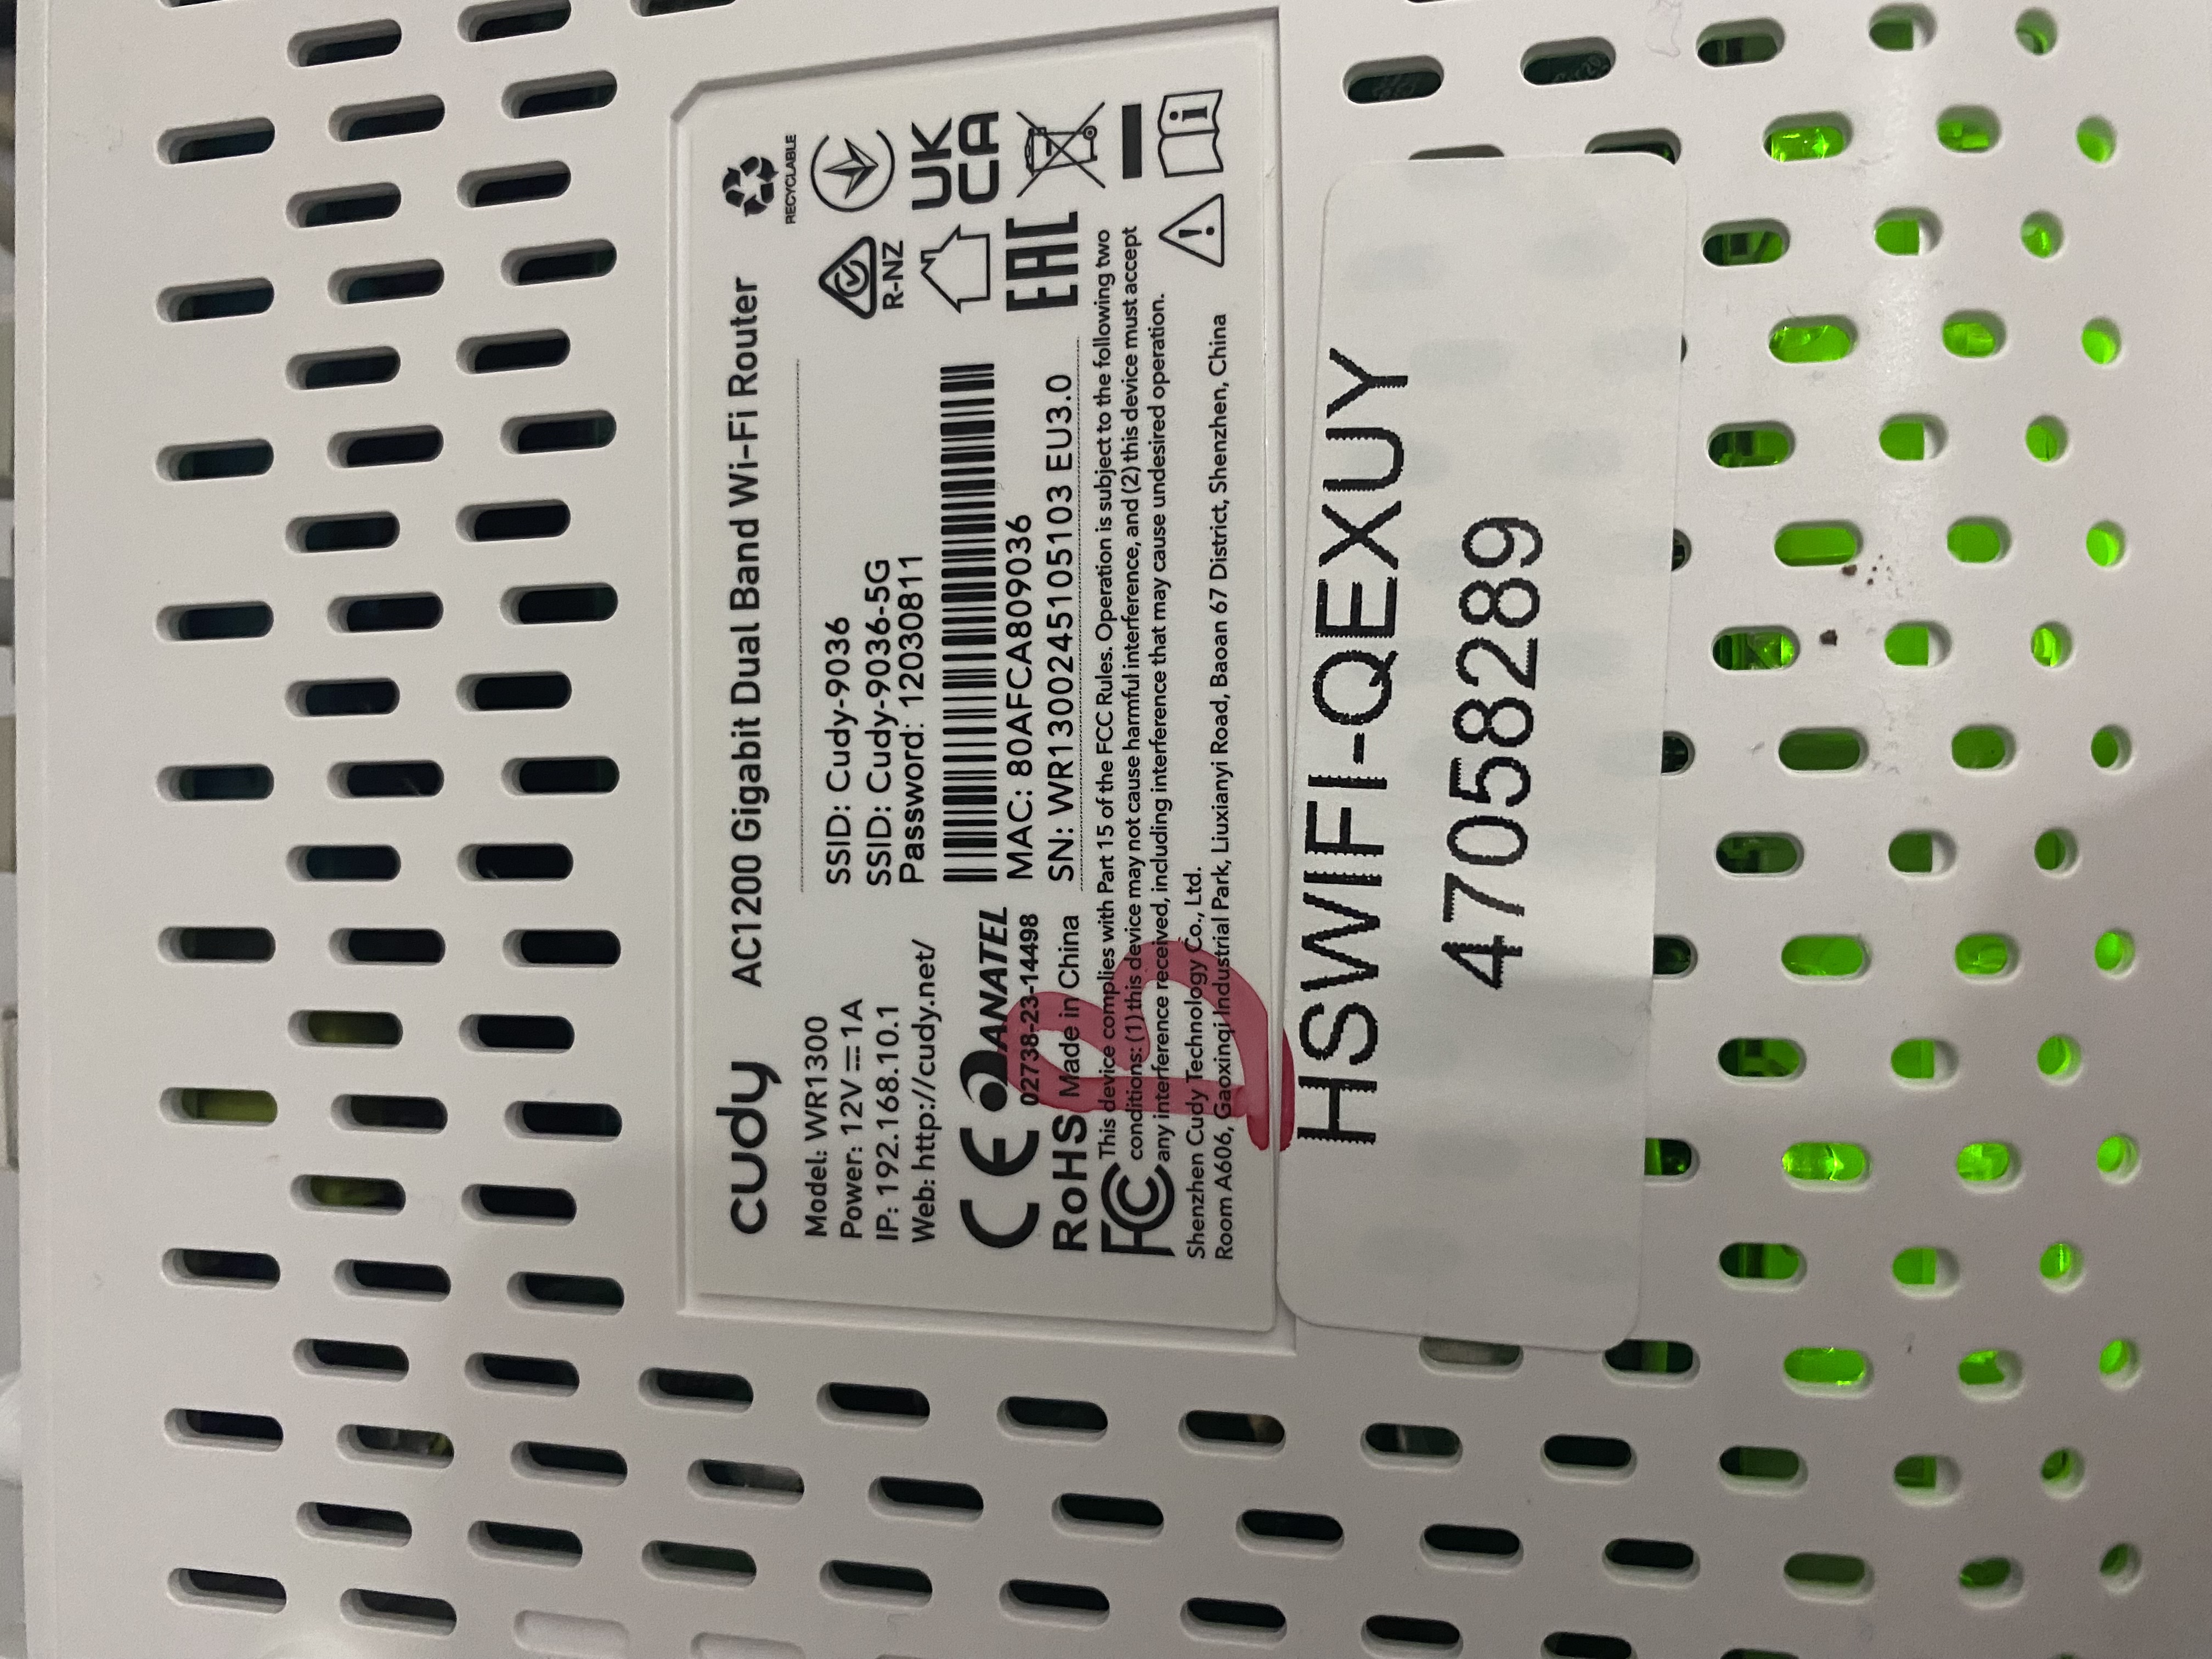 cudy AC1200 Gigabit Dual Band Wi-Fi Router
RECYCLABLE
Model: WR1300
Power: 12V⎓1A
IP: 192.168.10.1
Web: http://cudy.net/
SSID: Cudy-9036
SSID: Cudy-9036-5G
Password: 12030811
MAC: 80AFCA809036
SN: WR1300245105103 EU3.0
R-NZ
UK
CA
EAC
CE ANATEL
02738-23-14498
RoHS Made in China
FC This device complies with Part 15 of the FCC Rules. Operation is subject to the following two
conditions: (1) this device may not cause harmful interference, and (2) this device must accept
any interference received, including interference that may cause undesired operation.
Shenzhen Cudy Technology Co., Ltd.
Room A606, Gaoxinqi Industrial Park, Liuxianyi Road, Baoan 67 District, Shenzhen, China
B
HSWIFI-QEXUY
47058289